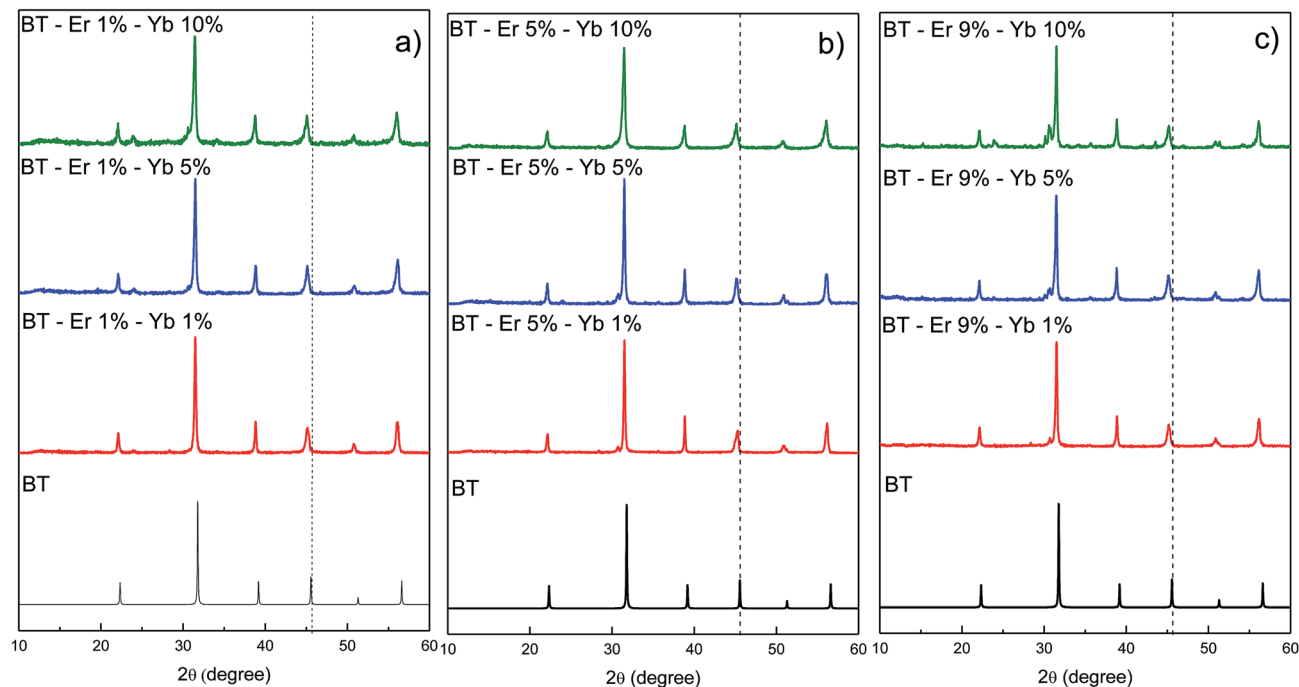 BT - Er 1% - Yb 10%
a)
BT - Er 1% - Yb 5%
BT - Er 1% - Yb 1%
BT
10 20 30 40 50 60
2θ (degree)
BT - Er 5% - Yb 10%
b)
BT - Er 5% - Yb 5%
BT - Er 5% - Yb 1%
BT
10 20 30 40 50 60
2θ (degree)
BT - Er 9% - Yb 10%
c)
BT - Er 9% - Yb 5%
BT - Er 9% - Yb 1%
BT
10 20 30 40 50 60
2θ (degree)